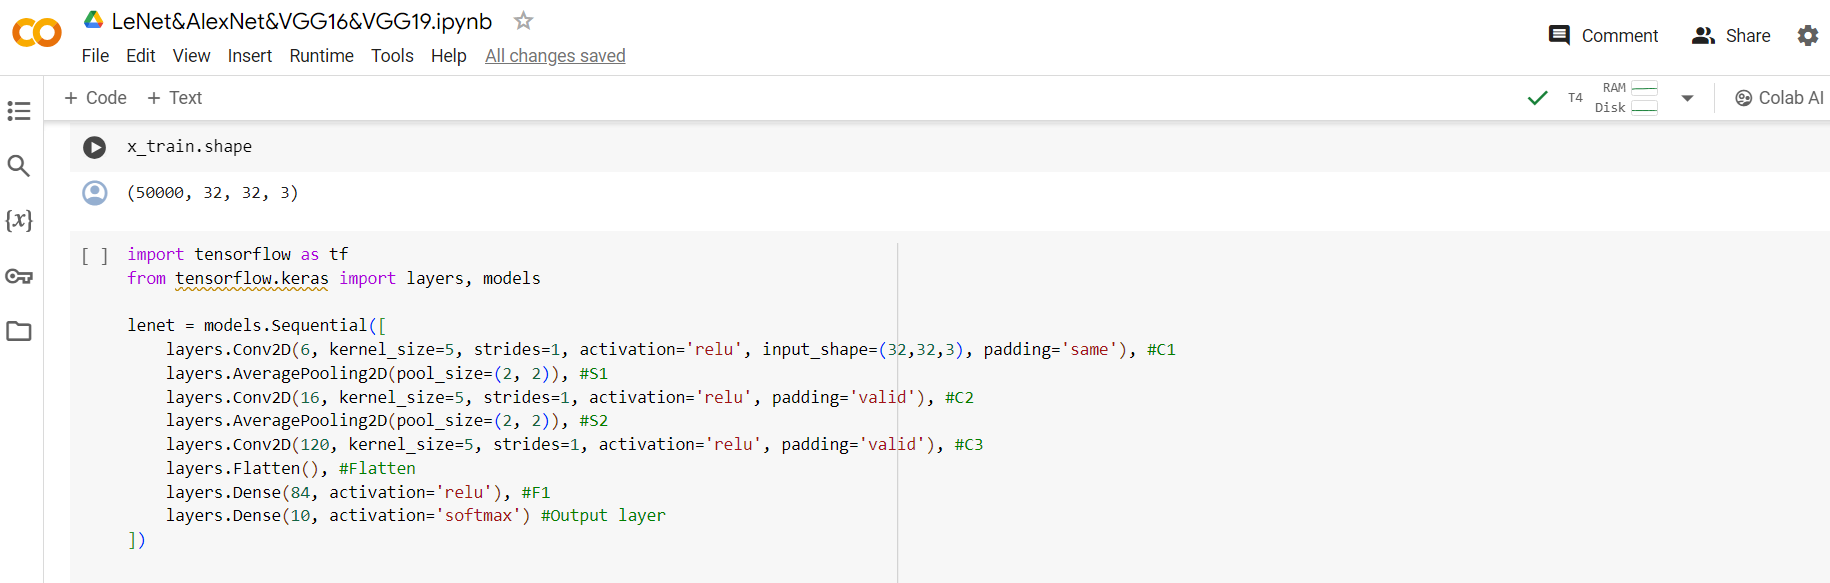 LeNet&AlexNet&VGG16&VGG19.ipynb
File Edit View Insert Runtime Tools Help All changes saved
Comment Share
+ Code + Text
T4 RAM Disk Colab AI
x_train.shape
(50000, 32, 32, 3)
[ ] import tensorflow as tf
from tensorflow.keras import layers, models
lenet = models.Sequential([
    layers.Conv2D(6, kernel_size=5, strides=1, activation='relu', input_shape=(32,32,3), padding='same'), #C1
    layers.AveragePooling2D(pool_size=(2, 2)), #S1
    layers.Conv2D(16, kernel_size=5, strides=1, activation='relu', padding='valid'), #C2
    layers.AveragePooling2D(pool_size=(2, 2)), #S2
    layers.Conv2D(120, kernel_size=5, strides=1, activation='relu', padding='valid'), #C3
    layers.Flatten(), #Flatten
    layers.Dense(84, activation='relu'), #F1
    layers.Dense(10, activation='softmax') #Output layer
])